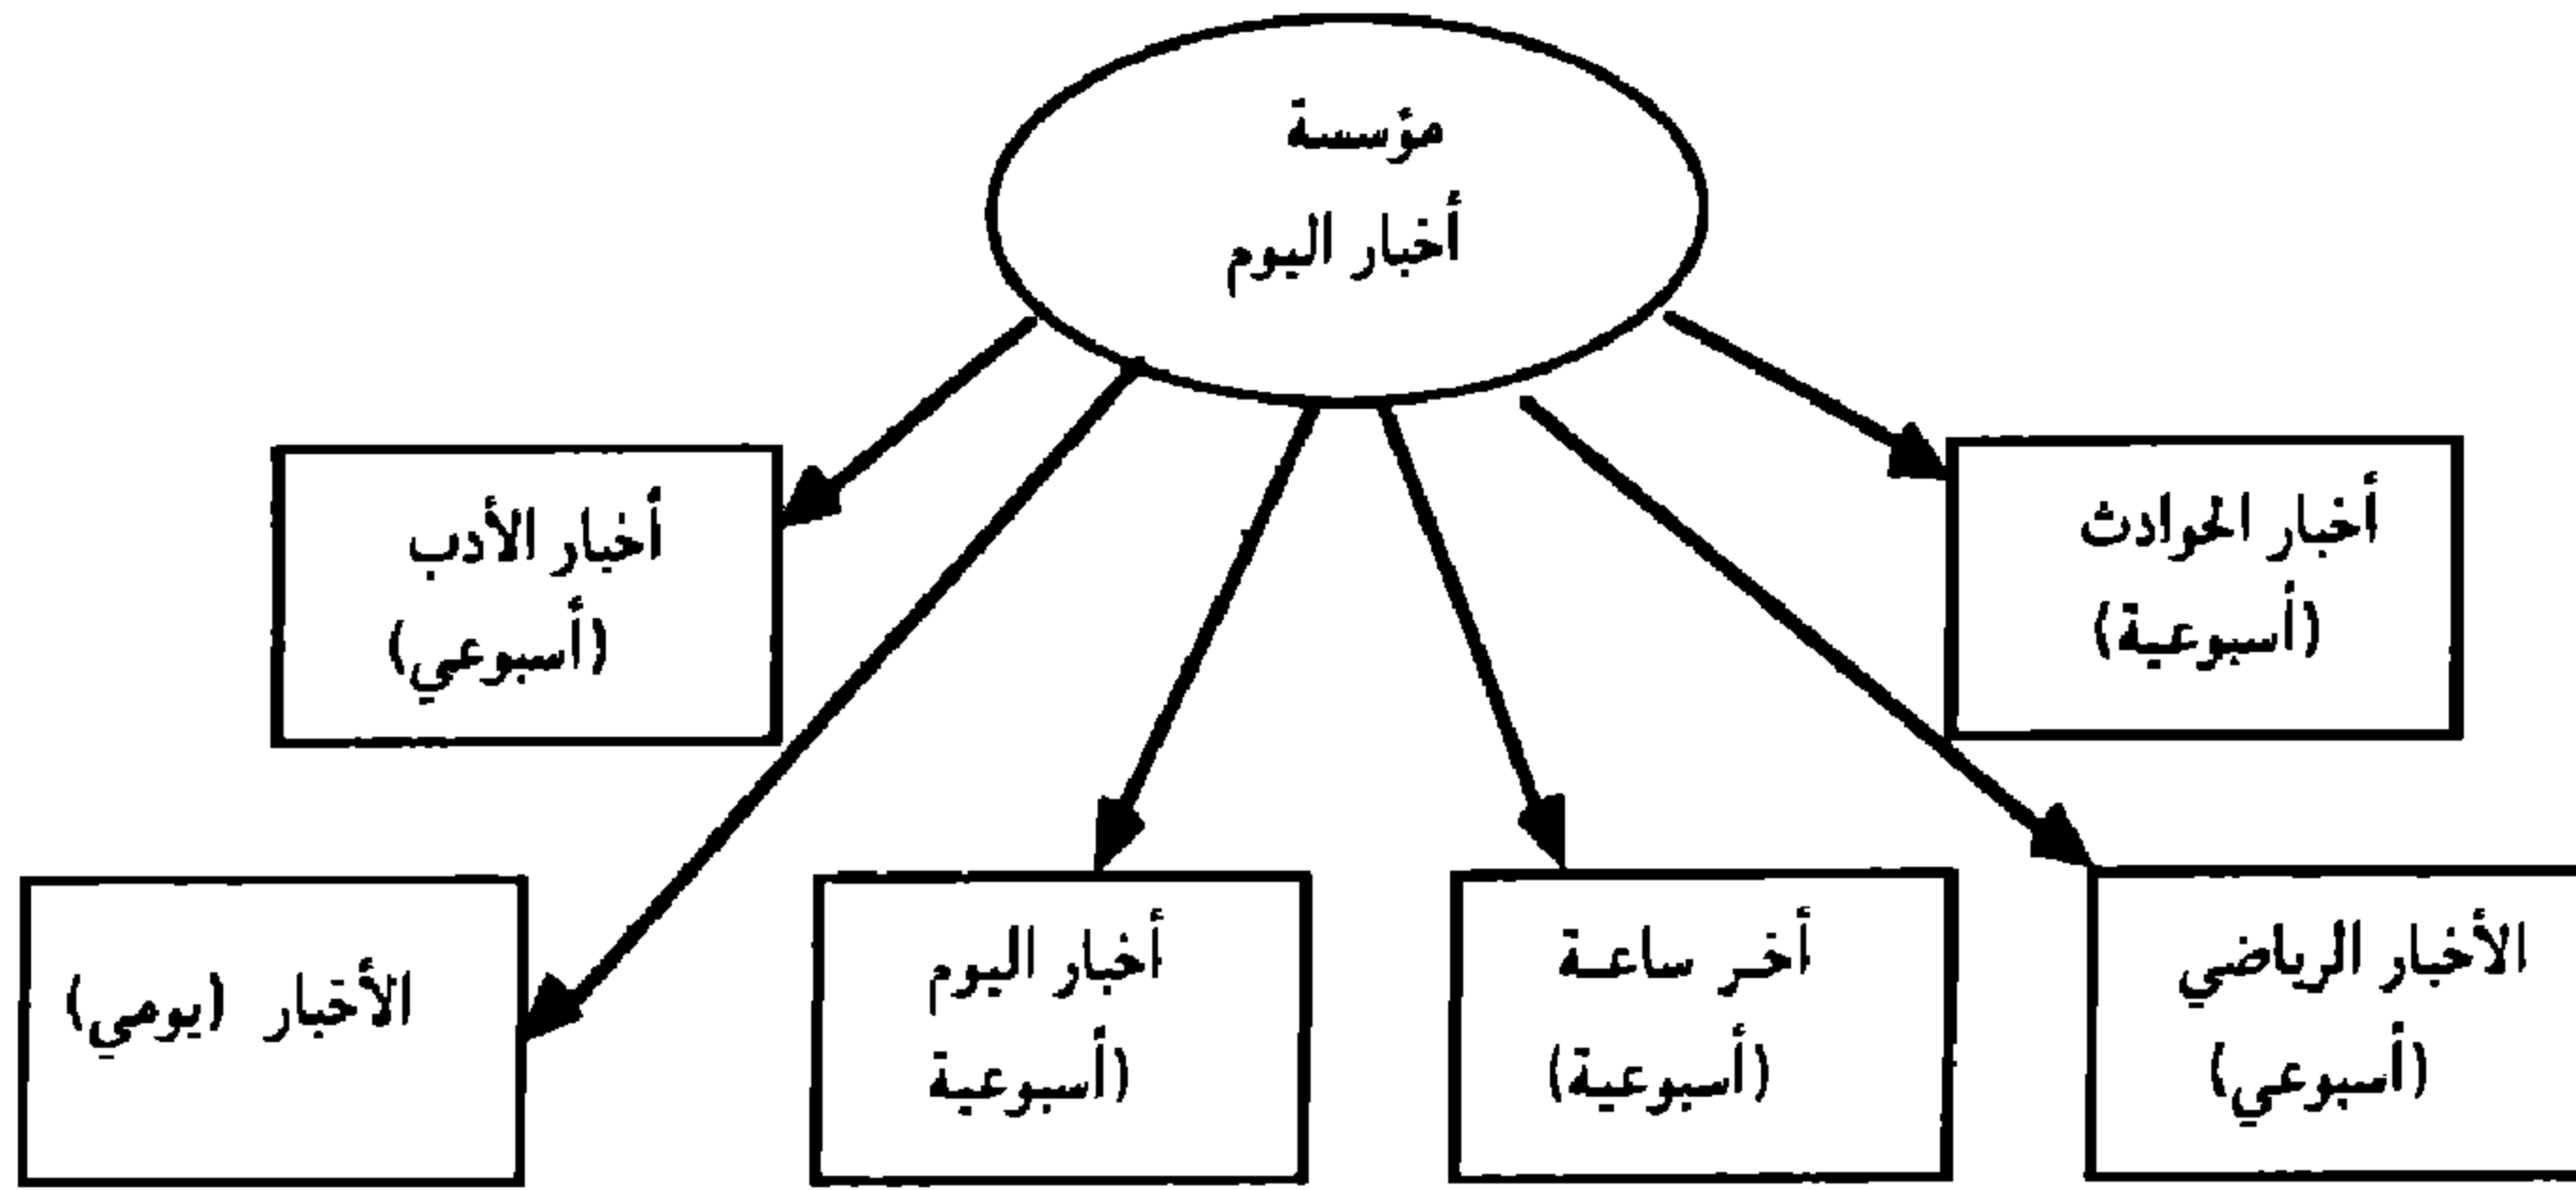 مؤسسة
أخبار اليوم
أخبار الحوادث
(أسبوعية)
أخبار الأدب
(أسبوعي)
الأخبار الرياضي
(أسبوعي)
أخر ساعة
(أسبوعية)
أخبار اليوم
(أسبوعية
الأخبار (يومي)